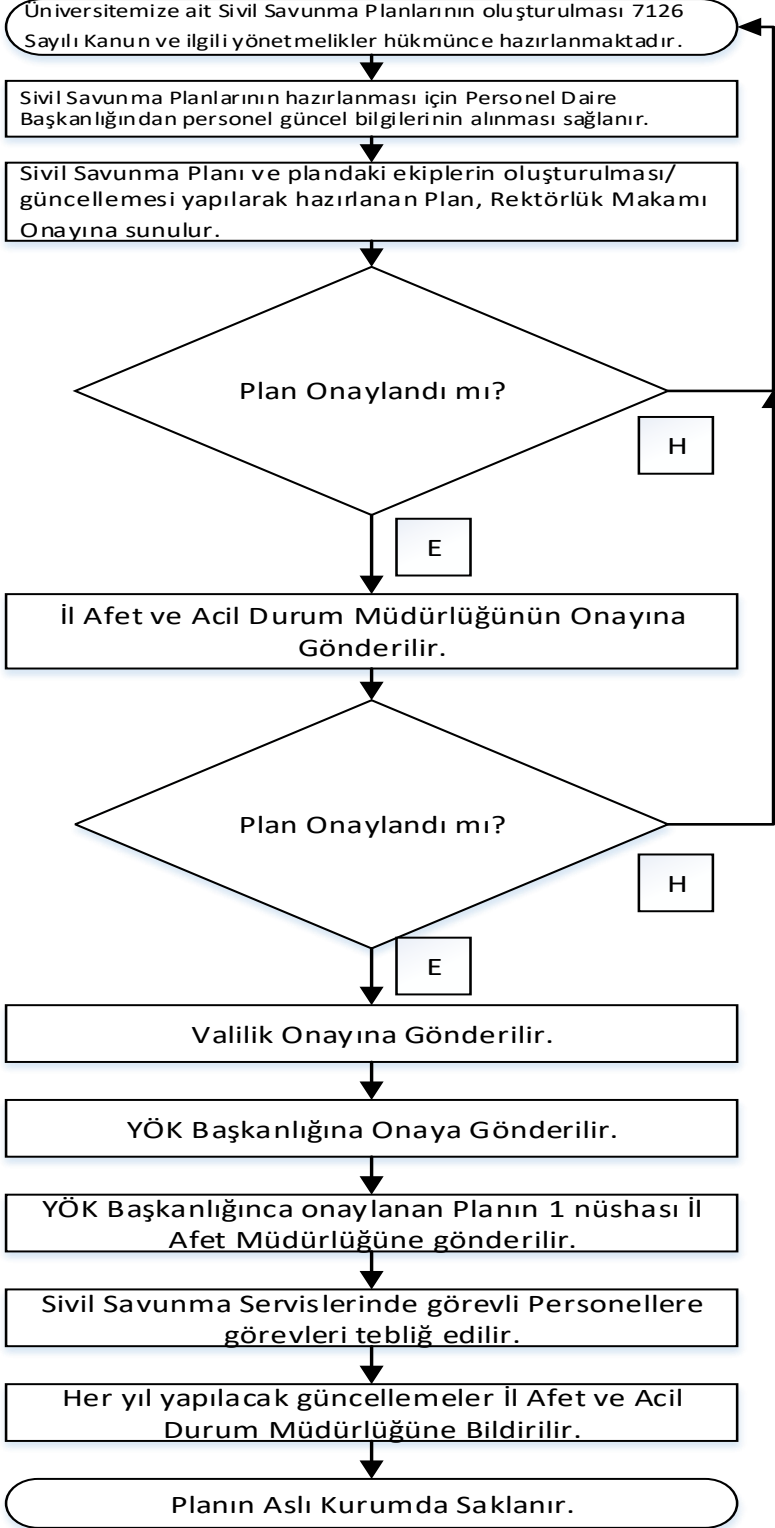 Üniversitemize ait Sivil Savunma Planlarının oluşturulması 7126
Sayılı Kanun ve ilgili yönetmelikler hükmünce hazırlanmaktadır.
Sivil Savunma Planlarının hazırlanması için Personel Daire
Başkanlığından personel güncel bilgilerinin alınması sağlanır.
Sivil Savunma Planı ve plandaki ekiplerin oluşturulması/
güncellemesi yapılarak hazırlanan Plan, Rektörlük Makamı
Onayına sunulur.
Plan Onaylandı mı?
H
E
İl Afet ve Acil Durum Müdürlüğünün Onayına
Gönderilir.
Plan Onaylandı mı?
H
E
Valilik Onayına Gönderilir.
YÖK Başkanlığına Onaya Gönderilir.
YÖK Başkanlığınca onaylanan Planın 1 nüshası İl
Afet Müdürlüğüne gönderilir.
Sivil Savunma Servislerinde görevli Personellere
görevleri tebliğ edilir.
Her yıl yapılacak güncellemeler İl Afet ve Acil
Durum Müdürlüğüne Bildirilir.
Planın Aslı Kurumda Saklanır.